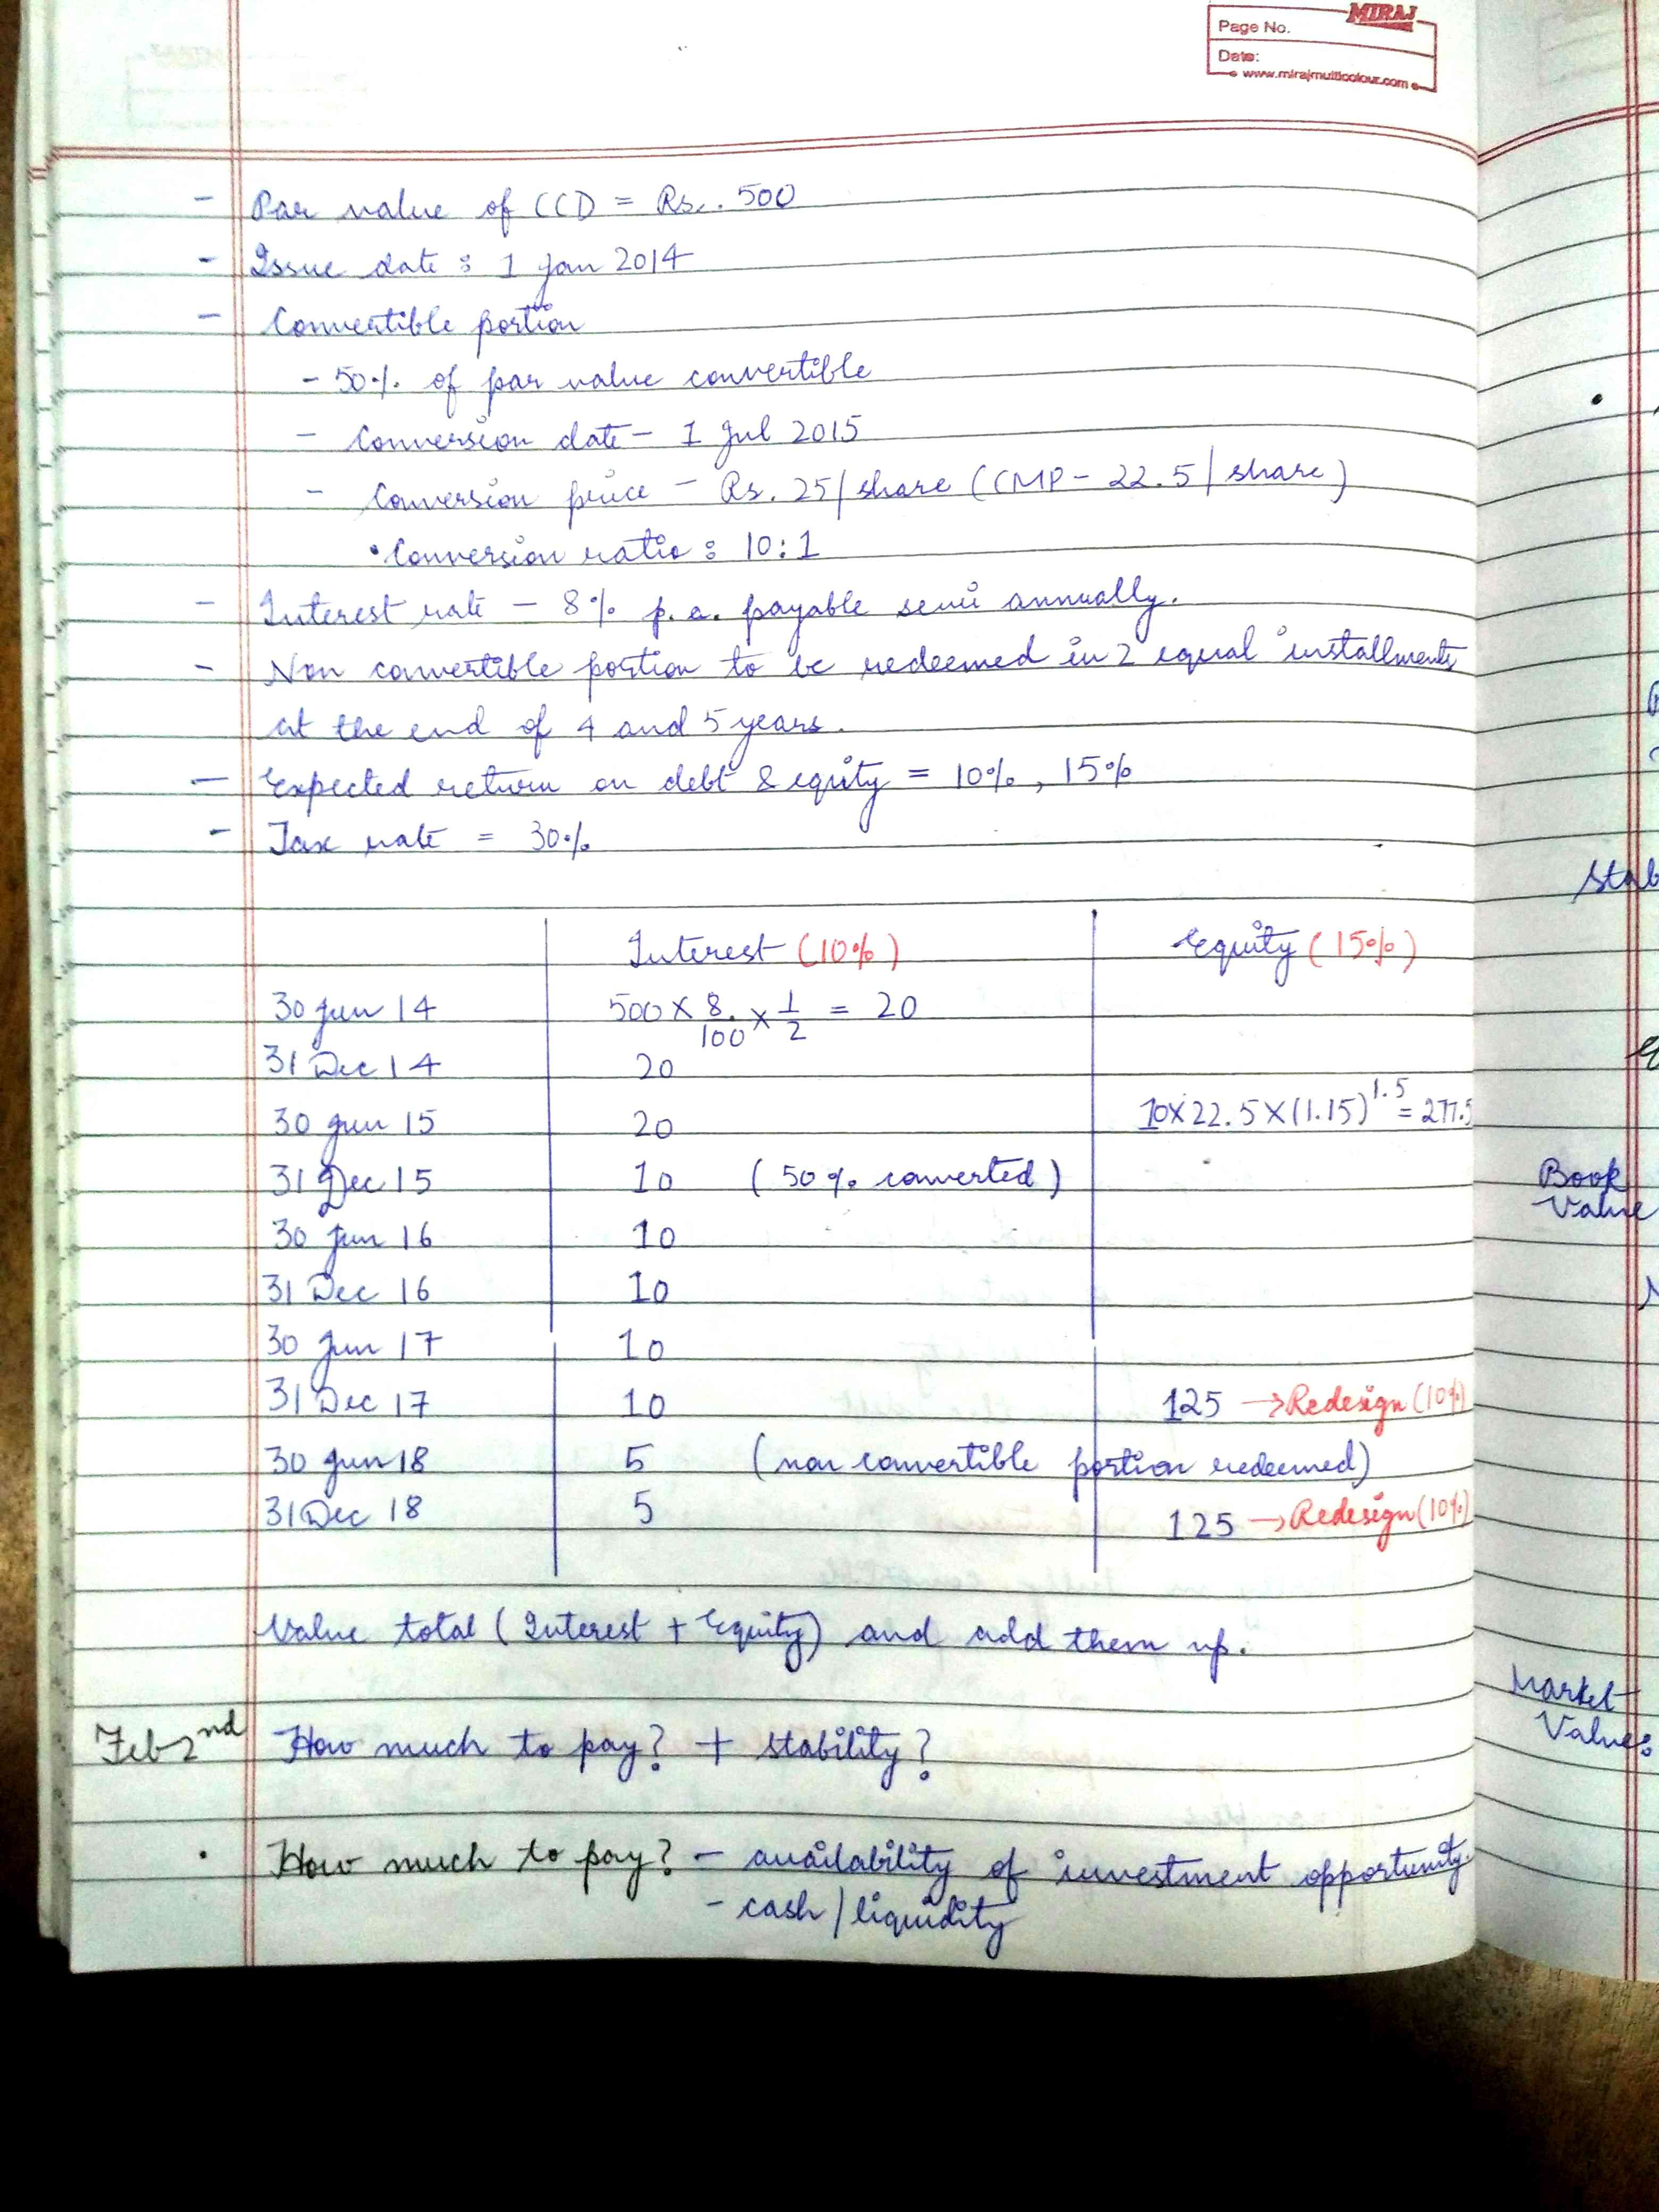 MIRAJ
Page No.
Date:
www.mirajmulticolour.com
- Par value of CCD = Rs. . 500
- Issue date : 1 Jan 2014
- Convertible portion
- 50% of par value convertible
- Conversion date - 1 Jul 2015
- Conversion price - Rs. 25/share (CMP - 22.5/share)
• Conversion ratio : 10:1
- Interest rate - 8% p.a. payable semi annually.
- Non convertible portion to be redeemed in 2 equal installments
at the end of 4 and 5 years.
- Expected return on debt & equity = 10%, 15%
- Tax rate = 30%
Interest (10%) Equity (15%)
30 Jun 14 500 × 8/100 × 1/2 = 20
31 Dec 14 20
30 Jun 15 20 10×22.5×(1.15)^1.5 = 277.5
31 Dec 15 10 (50% converted)
30 Jun 16 10
31 Dec 16 10
30 Jun 17 10
31 Dec 17 10 125 → Redesign (10%)
30 Jun 18 5 (non convertible portion redeemed)
31 Dec 18 5 125 → Redesign (10%)
Value total (Interest + Equity) and add them up.
Feb 2nd How much to pay? + stability?
• How much to pay? - availability of investment opportunity.
- cash/liquidity
Stab
Book
Value
Market
Value: